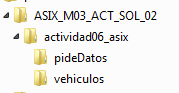 ASIX_M03_ACT_SOL_02
actividad06_asix
pideDatos
vehiculos